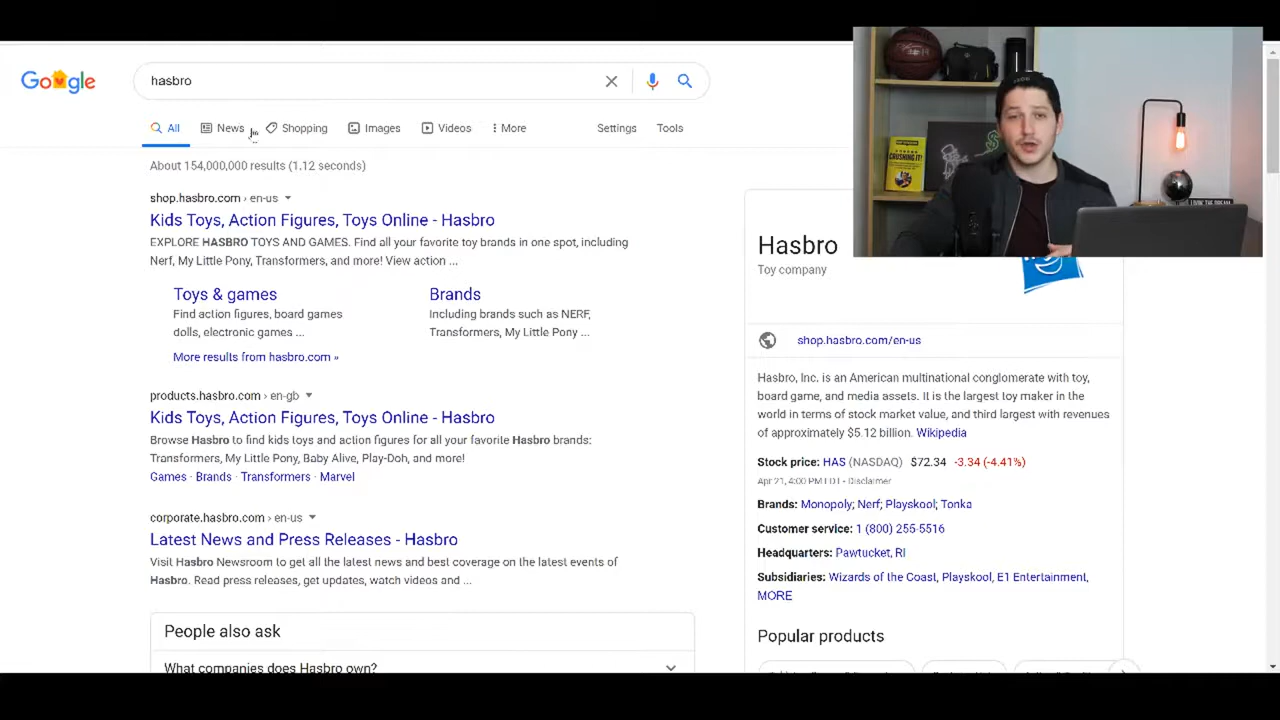 Google
hasbro
All
News
Shopping
Images
Videos
More
Settings
Tools
About 154,000,000 results (1.12 seconds)
shop.hasbro.com › en-us
Kids Toys, Action Figures, Toys Online - Hasbro
EXPLORE HASBRO TOYS AND GAMES. Find all your favorite toy brands in one spot, including
Nerf, My Little Pony, Transformers, and more! View action ...
Toys & games
Find action figures, board games
dolls, electronic games ...
Brands
Including brands such as NERF,
Transformers, My Little Pony ...
More results from hasbro.com »
products.hasbro.com › en-gb
Kids Toys, Action Figures, Toys Online - Hasbro
Browse Hasbro to find kids toys and action figures for all your favorite Hasbro brands:
Transformers, My Little Pony, Baby Alive, Play-Doh, and more!
Games · Brands · Transformers · Marvel
corporate.hasbro.com › en-us
Latest News and Press Releases - Hasbro
Visit Hasbro Newsroom to get all the latest news and best coverage on the latest events of
Hasbro. Read press releases, get updates, watch videos and ...
People also ask
What companies does Hasbro own?
CRUSHING IT!
Hasbro
Toy company
shop.hasbro.com/en-us
Hasbro, Inc. is an American multinational conglomerate with toy,
board game, and media assets. It is the largest toy maker in the
world in terms of stock market value, and third largest with revenues
of approximately $5.12 billion. Wikipedia
Stock price: HAS (NASDAQ) $72.34 -3.34 (-4.41%)
Apr 21, 4:00 PM EDT - Disclaimer
Brands: Monopoly; Nerf; Playskool; Tonka
Customer service: 1 (800) 255-5516
Headquarters: Pawtucket, RI
Subsidiaries: Wizards of the Coast, Playskool, E1 Entertainment,
MORE
Popular products